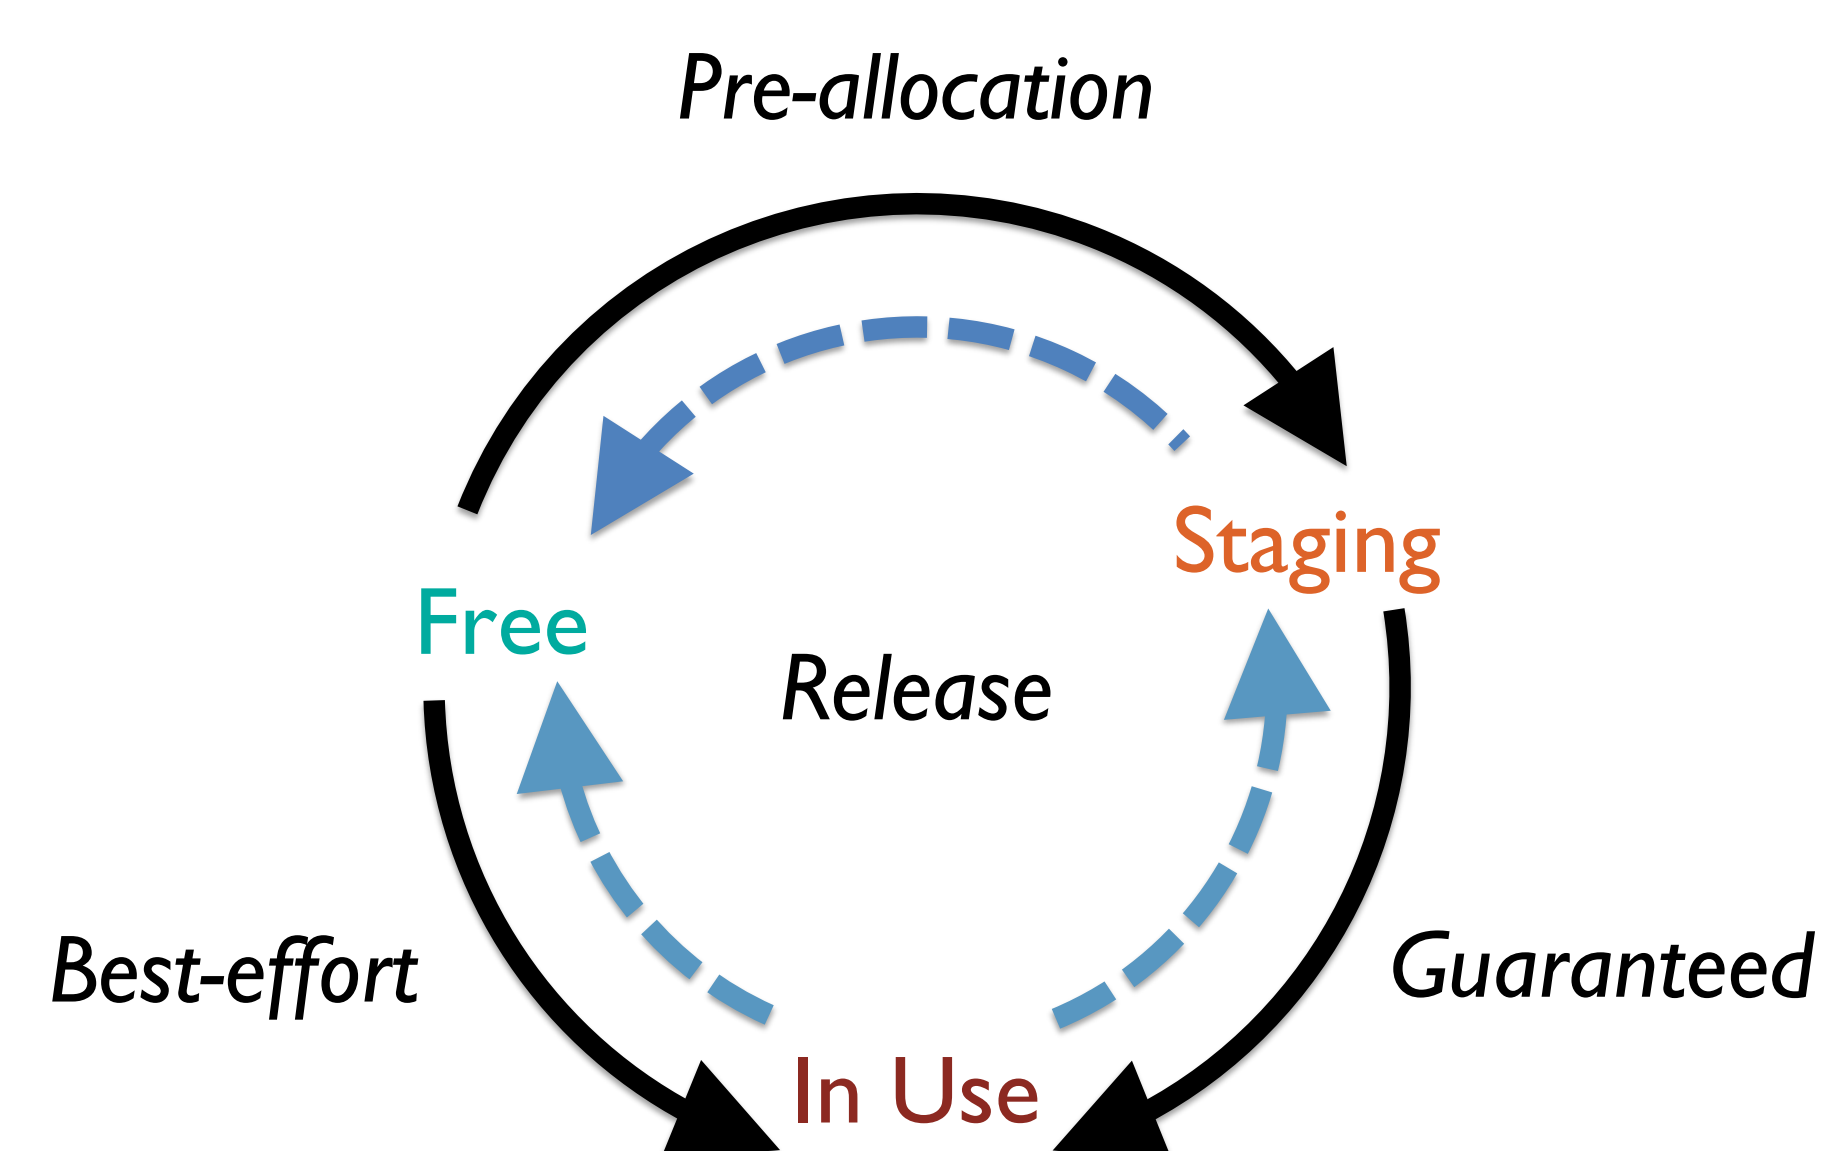 Pre-allocation
Staging
Free
Release
Best-effort
Guaranteed
In Use